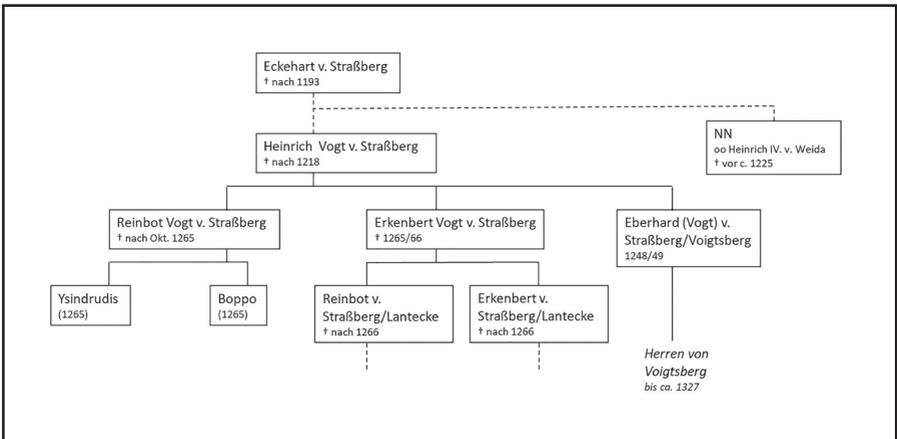 Eckehart v. Straßberg
† nach 1193
NN
oo Heinrich IV. v. Weida
† vor c. 1225
Heinrich Vogt v. Straßberg
† nach 1218
Reinbot Vogt v. Straßberg
† nach Okt. 1265
Erkenbert Vogt v. Straßberg
† 1265/66
Eberhard (Vogt) v.
Straßberg/Voigtsberg
1248/49
Ysindrudis
(1265)
Boppo
(1265)
Reinbot v.
Straßberg/Lantecke
† nach 1266
Erkenbert v.
Straßberg/Lantecke
† nach 1266
Herren von
Voigtsberg
bis ca. 1327